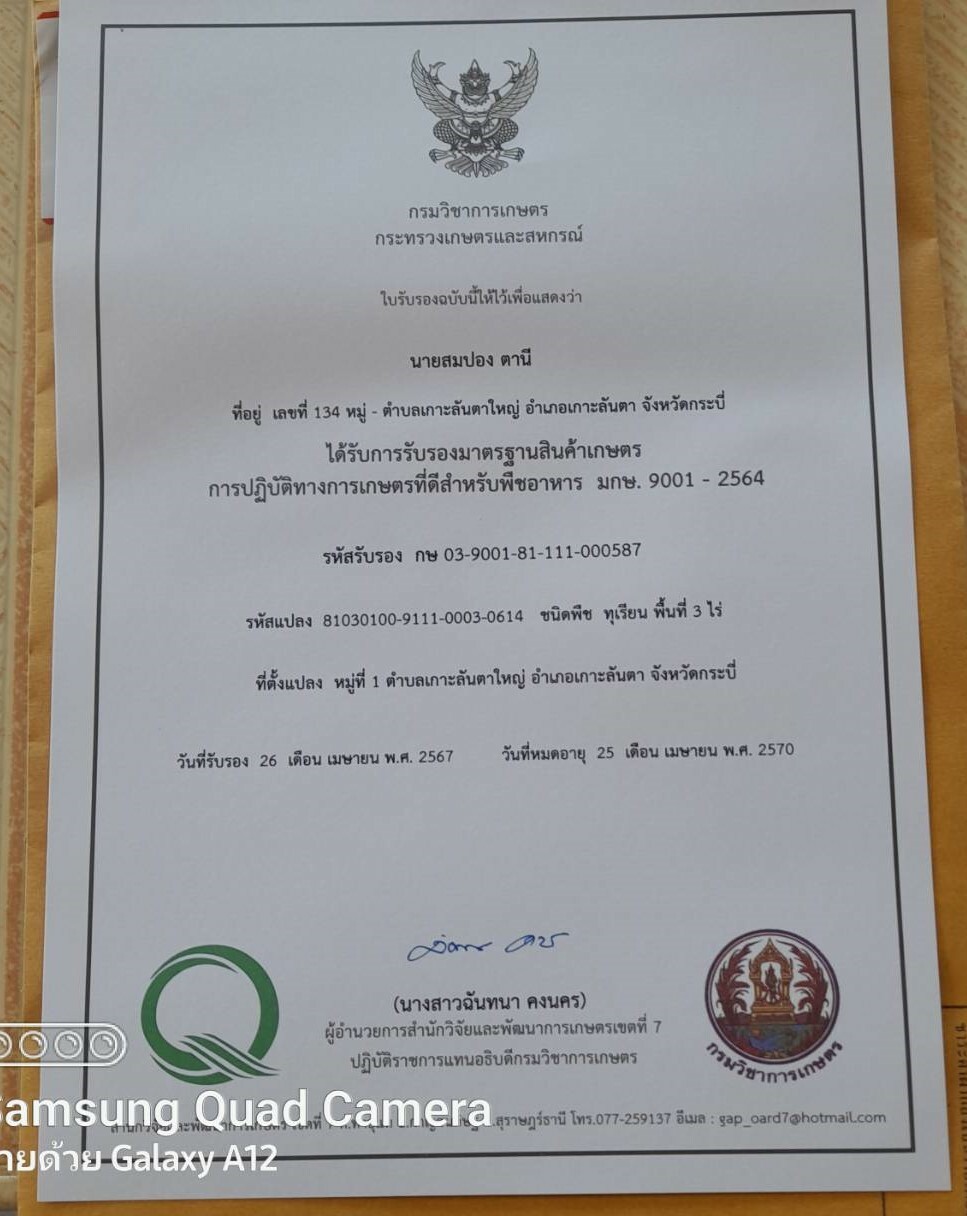 กรมวิชาการเกษตร
กระทรวงเกษตรและสหกรณ์
ใบรับรองฉบับนี้ให้ไว้เพื่อแสดงว่า
นายสมปอง ตานี
ที่อยู่ เลขที่ 134 หมู่ - ตำบลเกาะลันตาใหญ่ อำเภอเกาะลันตา จังหวัดกระบี่
ได้รับการรับรองมาตรฐานสินค้าเกษตร
การปฏิบัติทางการเกษตรที่ดีสำหรับพืชอาหาร มกษ. 9001 - 2564
รหัสรับรอง กษ 03-9001-81-111-000587
รหัสแปลง 81030100-9111-0003-0614 ชนิดพืช ทุเรียน พื้นที่ 3 ไร่
ที่ตั้งแปลง หมู่ที่ 1 ตำบลเกาะลันตาใหญ่ อำเภอเกาะลันตา จังหวัดกระบี่
วันที่รับรอง 26 เดือน เมษายน พ.ศ. 2567 วันที่หมดอายุ 25 เดือน เมษายน พ.ศ. 2570
(นางสาวฉันทนา คงนคร)
ผู้อำนวยการสำนักวิจัยและพัฒนาการเกษตรเขตที่ 7
ปฏิบัติราชการแทนอธิบดีกรมวิชาการเกษตร
กรมวิชาการเกษตร
สุราษฎร์ธานี โทร.077-259137 อีเมล : gap_oard7@hotmail.com
Samsung Quad Camera
ายด้วย Galaxy A12